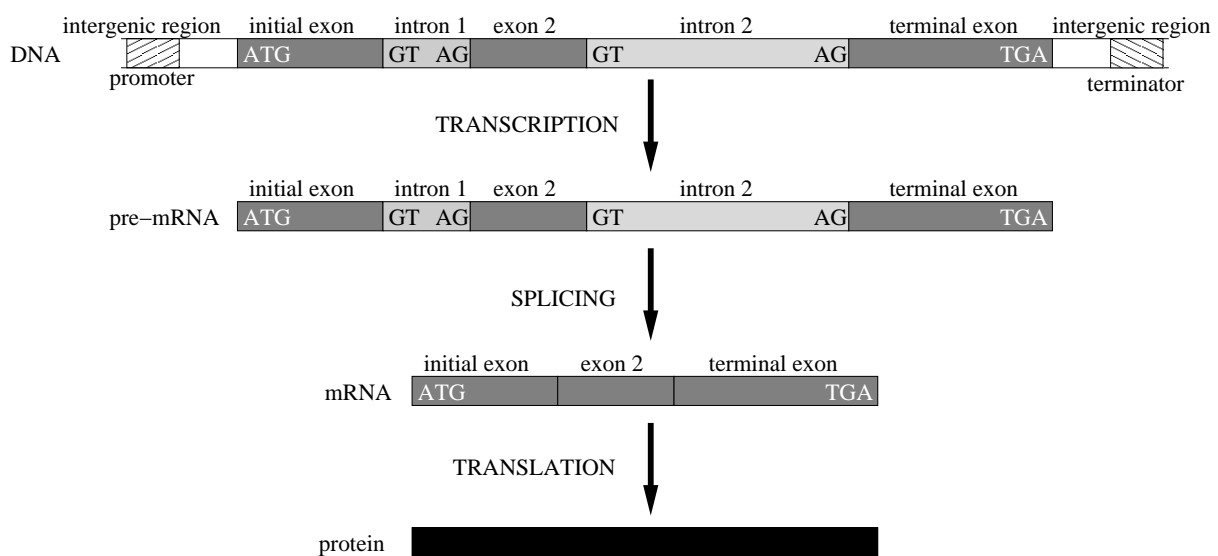 intergenic region initial exon intron 1 exon 2 intron 2 terminal exon intergenic region
DNA ATG GT AG GT AG TGA
promoter terminator
TRANSCRIPTION
initial exon intron 1 exon 2 intron 2 terminal exon
pre−mRNA ATG GT AG GT AG TGA
SPLICING
initial exon exon 2 terminal exon
mRNA ATG TGA
TRANSLATION
protein